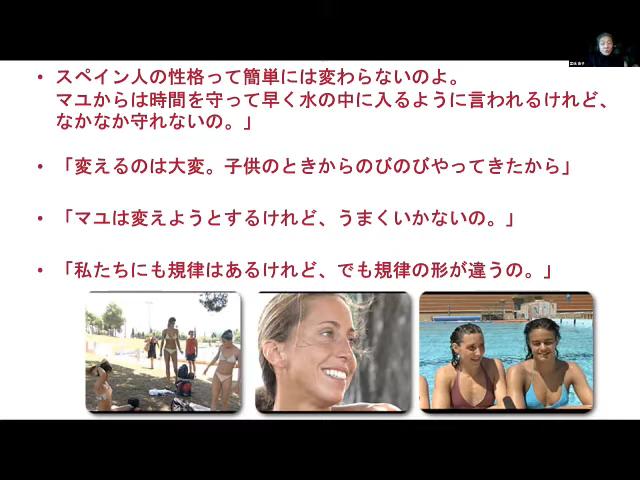 • スペイン人の性格って簡単には変わらないのよ。
マユからは時間を守って早く水の中に入るように言われるけれど、
なかなか守れないの。」
• 「変えるのは大変。子供のときからのびのびやってきたから」
• 「マユは変えようとするけれど、うまくいかないの。」
• 「私たちにも規律はあるけれど、でも規律の形が違うの。」